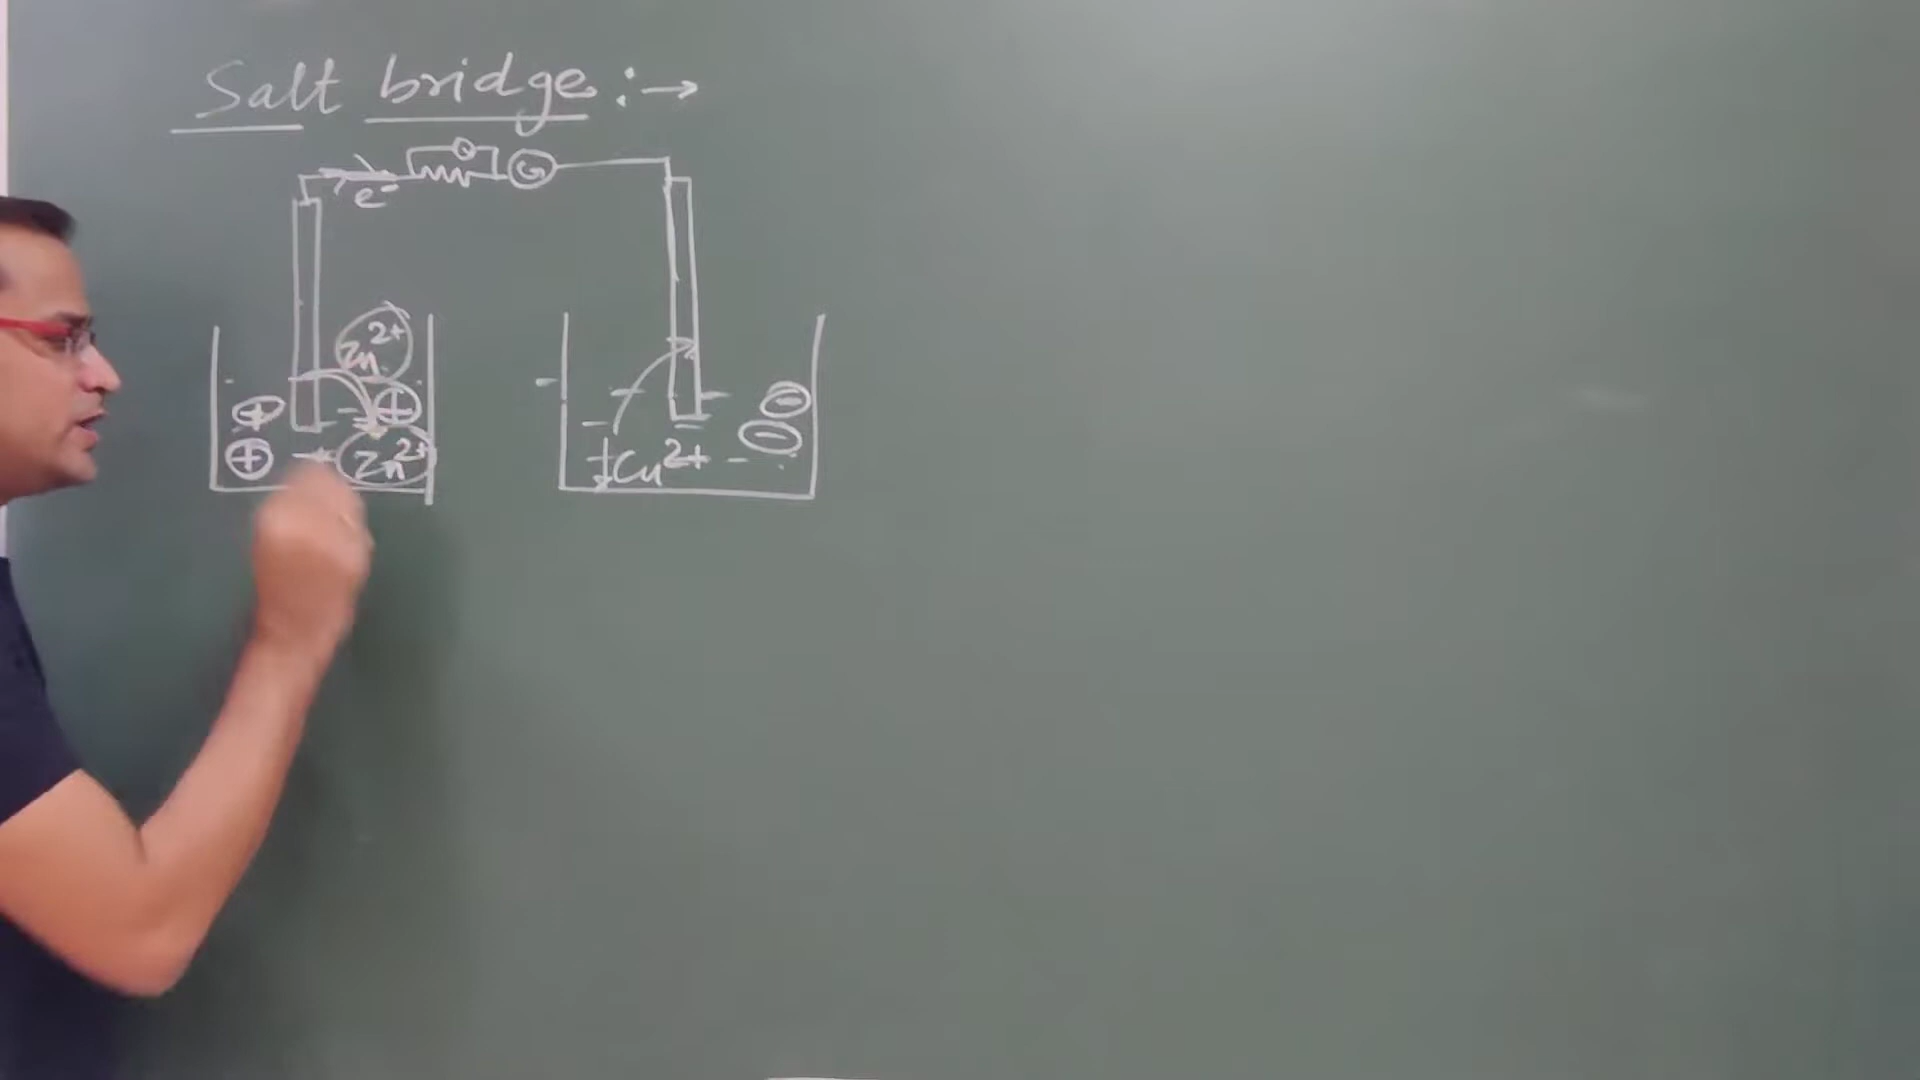 Salt bridge :→
G
e⁻
Zn²⁺
Zn²⁺
Cu²⁺